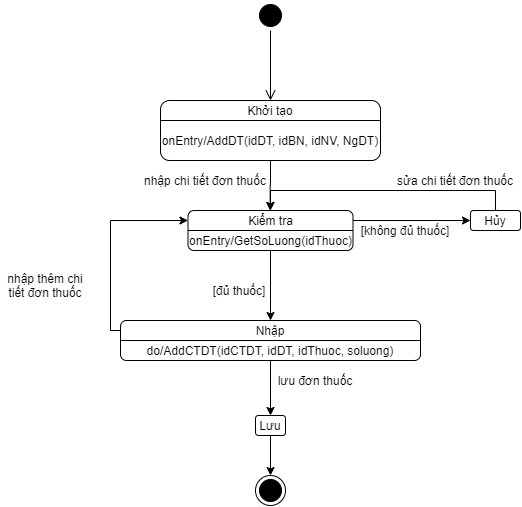 Khởi tạo
onEntry/AddDT(idDT, idBN, idNV, NgDT)
nhập chi tiết đơn thuốc
sửa chi tiết đơn thuốc
Kiểm tra
onEntry/GetSoLuong(idThuoc)
[không đủ thuốc]
Hủy
nhập thêm chi
tiết đơn thuốc
[đủ thuốc]
Nhập
do/AddCTDT(idCTDT, idDT, idThuoc, soluong)
lưu đơn thuốc
Lưu